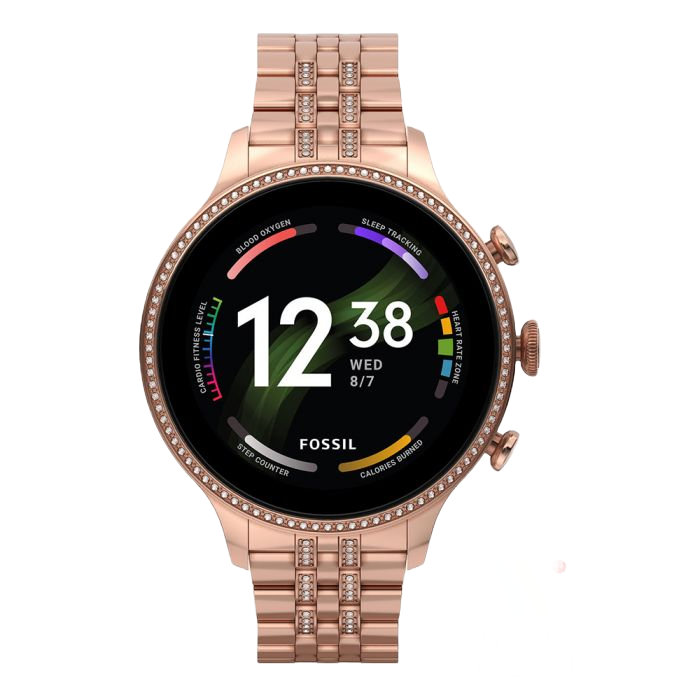 BLOOD OXYGEN
SLEEP TRACKING
CARDIO FITNESS LEVEL
12
38
WED
8/7
HEART RATE ZONE
FOSSIL
STEP COUNTER
CALORIES BURNED